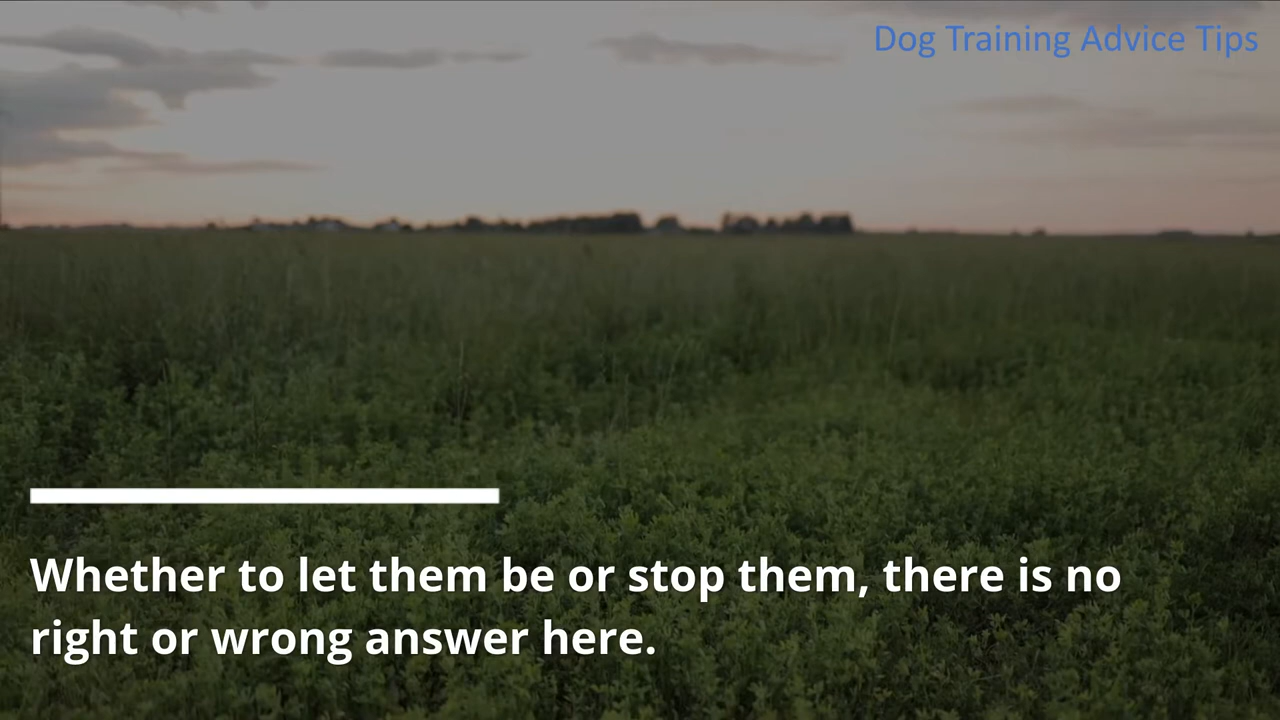 Dog Training Advice Tips
Whether to let them be or stop them, there is no
right or wrong answer here.